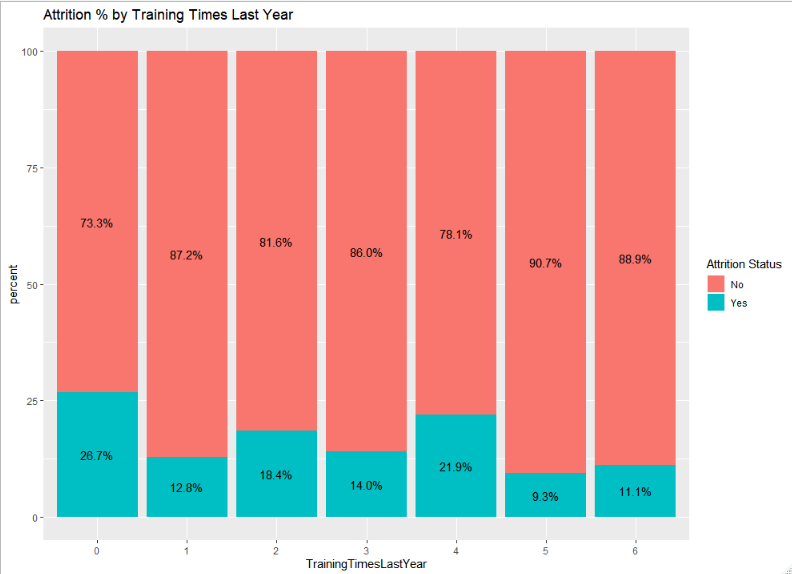 Attrition % by Training Times Last Year
100
75
50
25
0
percent
73.3%
87.2%
81.6%
86.0%
78.1%
90.7%
88.9%
26.7%
12.8%
18.4%
14.0%
21.9%
9.3%
11.1%
0 1 2 3 4 5 6
TrainingTimesLastYear
Attrition Status
No
Yes